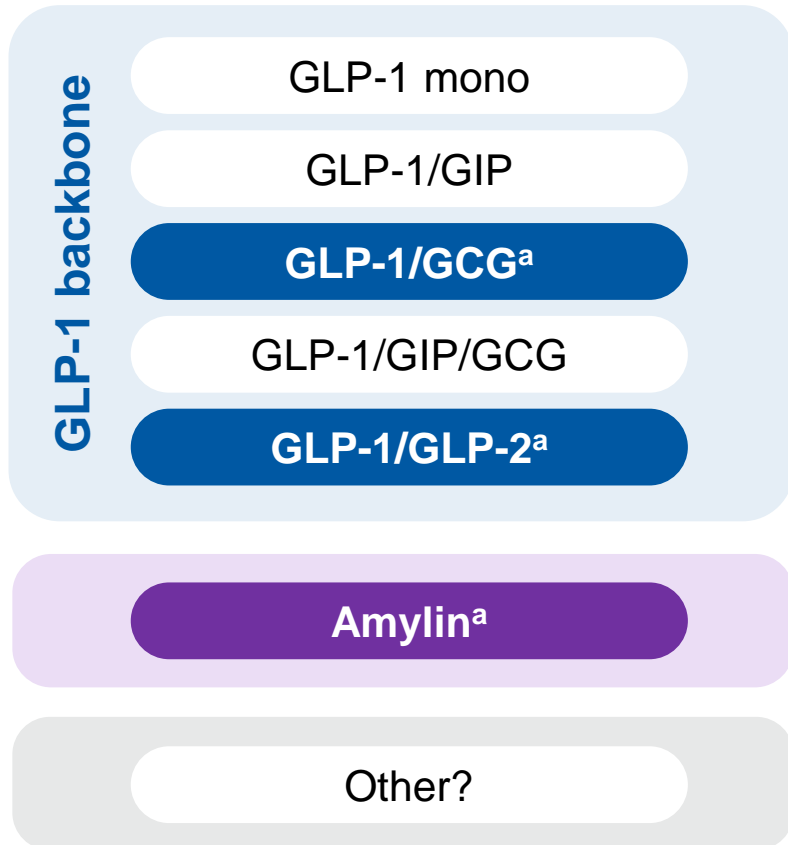 GLP-1 backbone
GLP-1 mono
GLP-1/GIP
GLP-1/GCGᵃ
GLP-1/GIP/GCG
GLP-1/GLP-2ᵃ
Amylinᵃ
Other?